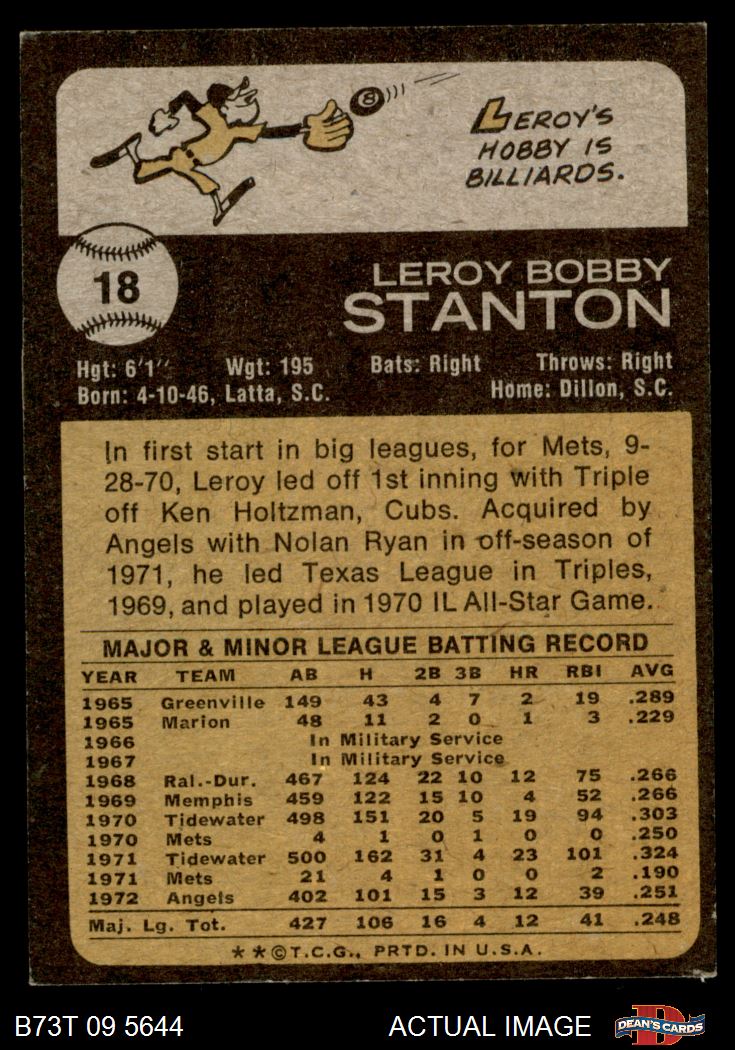 8
LEROY'S
HOBBY IS
BILLIARDS.
18
LEROY BOBBY
STANTON
Hgt: 6'1" Wgt: 195 Bats: Right Throws: Right
Born: 4-10-46, Latta, S.C. Home: Dillon, S.C.
In first start in big leagues, for Mets, 9-
28-70, Leroy led off 1st inning with Triple
off Ken Holtzman, Cubs. Acquired by
Angels with Nolan Ryan in off-season of
1971, he led Texas League in Triples,
1969, and played in 1970 IL All-Star Game.
MAJOR & MINOR LEAGUE BATTING RECORD
YEAR TEAM AB H 2B 3B HR RBI AVG
1965 Greenville 149 43 4 7 2 19 .289
1965 Marion 48 11 2 0 1 3 .229
1966 In Military Service
1967 In Military Service
1968 Ral.-Dur. 467 124 22 10 12 75 .266
1969 Memphis 459 122 15 10 4 52 .266
1970 Tidewater 498 151 20 5 19 94 .303
1970 Mets 4 1 0 1 0 0 .250
1971 Tidewater 500 162 31 4 23 101 .324
1971 Mets 21 4 1 0 0 2 .190
1972 Angels 402 101 15 3 12 39 .251
Maj. Lg. Tot. 427 106 16 4 12 41 .248
* * © T.C.G., PRTD. IN U.S.A.
B73T 09 5644 ACTUAL IMAGE D DEAN'S CARDS